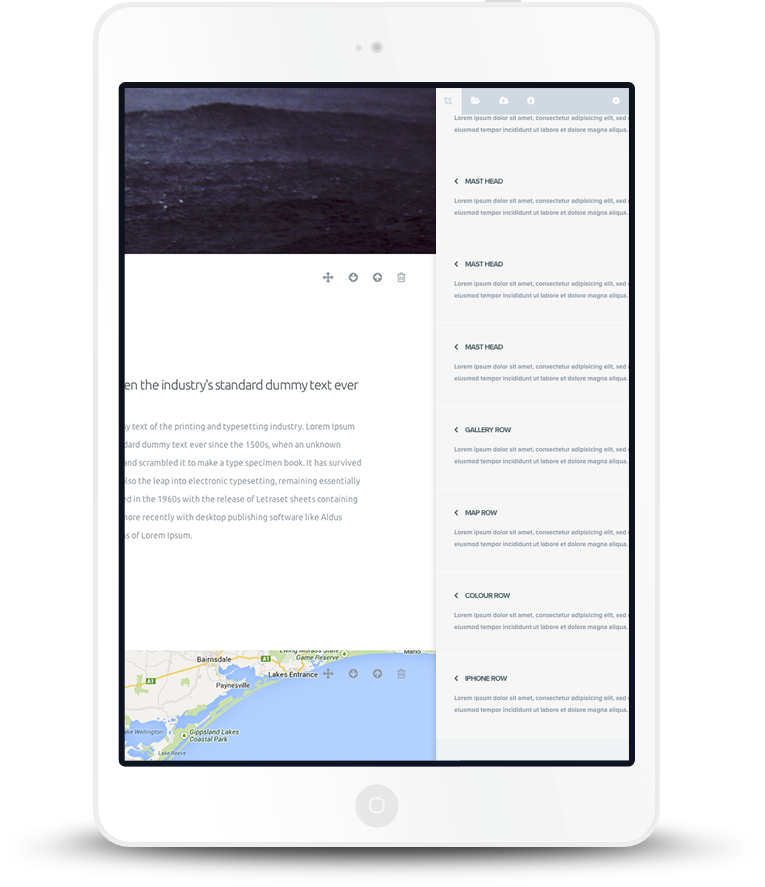 en the industry's standard dummy text ever
y text of the printing and typesetting industry. Lorem Ipsum
dard dummy text ever since the 1500s, when an unknown
and scrambled it to make a type specimen book. It has survived
lso the leap into electronic typesetting, remaining essentially
ed in the 1960s with the release of Letraset sheets containing
more recently with desktop publishing software like Aldus
ns of Lorem Ipsum.
Game Reserve
Bairnsdale
A1
A1
Lakes Entrance
Paynesville
ke Wellington
Gippsland Lakes
Coastal Park
Lake Reeve
Lorem ipsum dolor sit amet, consectetur adipisicing elit, sed
eiusmod tempor incididunt ut labore et dolore magna aliqua.
MAST HEAD
Lorem ipsum dolor sit amet, consectetur adipisicing elit, sed
eiusmod tempor incididunt ut labore et dolore magna aliqua.
MAST HEAD
Lorem ipsum dolor sit amet, consectetur adipisicing elit, sed
eiusmod tempor incididunt ut labore et dolore magna aliqua.
MAST HEAD
Lorem ipsum dolor sit amet, consectetur adipisicing elit, sed
eiusmod tempor incididunt ut labore et dolore magna aliqua.
GALLERY ROW
Lorem ipsum dolor sit amet, consectetur adipisicing elit, sed
eiusmod tempor incididunt ut labore et dolore magna aliqua.
MAP ROW
Lorem ipsum dolor sit amet, consectetur adipisicing elit, sed
eiusmod tempor incididunt ut labore et dolore magna aliqua.
COLOUR ROW
Lorem ipsum dolor sit amet, consectetur adipisicing elit, sed
eiusmod tempor incididunt ut labore et dolore magna aliqua.
IPHONE ROW
Lorem ipsum dolor sit amet, consectetur adipisicing elit, sed
eiusmod tempor incididunt ut labore et dolore magna aliqua.